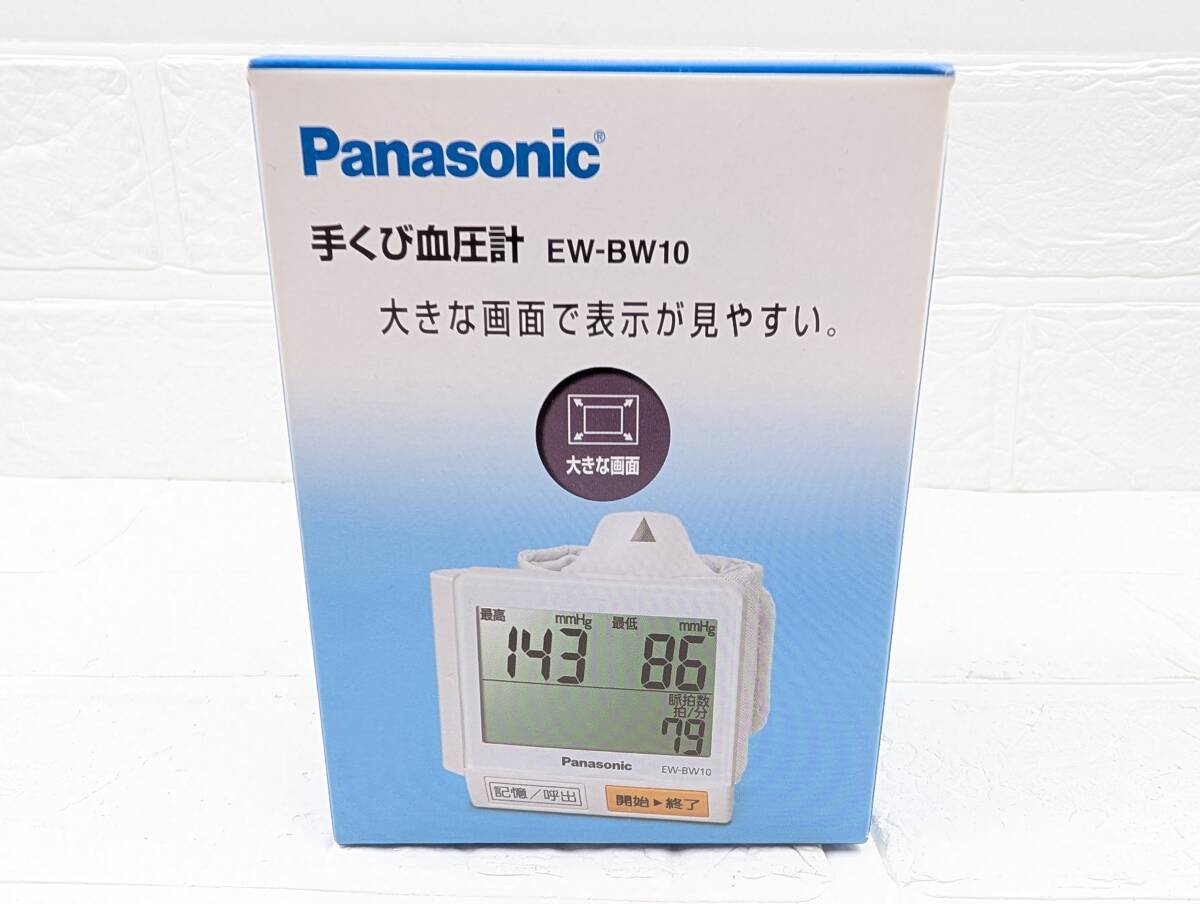 Panasonic®
手くび血圧計 EW-BW10
大きな画面で表示が見やすい。
大きな画面
最高 mmHg 最低 mmHg
143 86
脈拍数
拍/分
79
Panasonic EW-BW10
記憶/呼出 開始▶終了